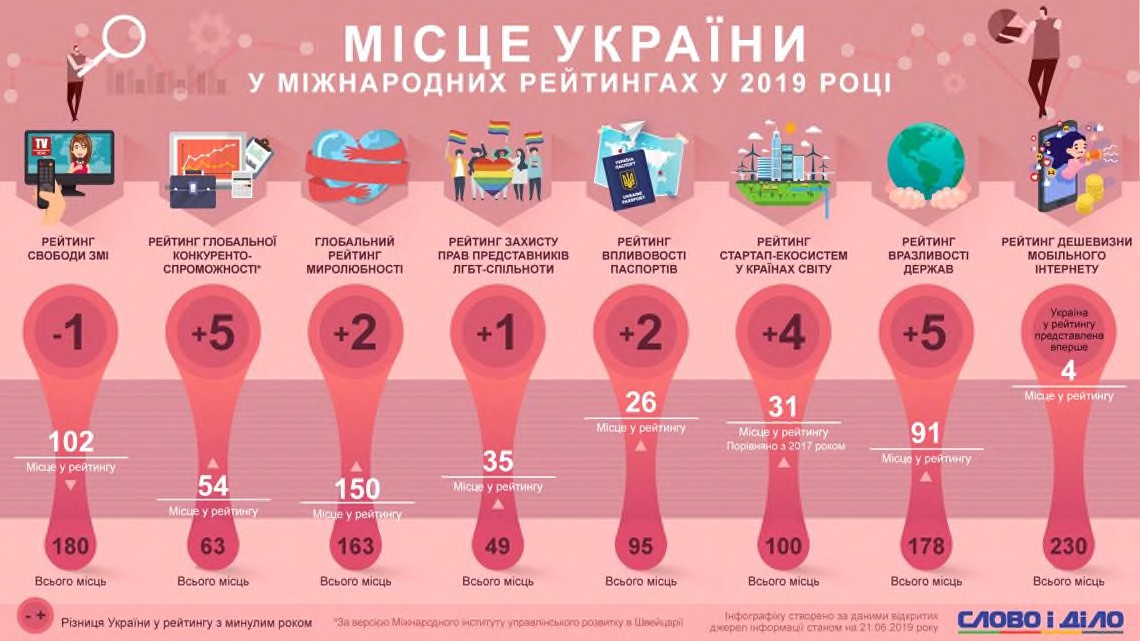 МІСЦЕ УКРАЇНИ
У МІЖНАРОДНИХ РЕЙТИНГАХ У 2019 РОЦІ
TV
NEWS
УКРАЇНА
ПАСПОРТ
UKRAINE
PASSPORT
РЕЙТИНГ
СВОБОДИ ЗМІ
-1
102
Місце у рейтингу
180
Всього місць
РЕЙТИНГ ГЛОБАЛЬНОЇ
КОНКУРЕНТО-
СПРОМОЖНОСТІ*
+5
54
Місце у рейтингу
63
Всього місць
ГЛОБАЛЬНИЙ
РЕЙТИНГ
МИРОЛЮБНОСТІ
+2
150
Місце у рейтингу
163
Всього місць
РЕЙТИНГ ЗАХИСТУ
ПРАВ ПРЕДСТАВНИКІВ
ЛГБТ-СПІЛЬНОТИ
+1
35
Місце у рейтингу
49
Всього місць
РЕЙТИНГ
ВПЛИВОВОСТІ
ПАСПОРТІВ
+2
26
Місце у рейтингу
95
Всього місць
РЕЙТИНГ
СТАРТАП-ЕКОСИСТЕМ
У КРАЇНАХ СВІТУ
+4
31
Місце у рейтингу
Порівняно з 2017 роком
100
Всього місць
РЕЙТИНГ
ВРАЗЛИВОСТІ
ДЕРЖАВ
+5
91
Місце у рейтингу
178
Всього місць
РЕЙТИНГ ДЕШЕВИЗНИ
МОБІЛЬНОГО
ІНТЕРНЕТУ
Україна
у рейтингу
представлена
вперше
4
Місце у рейтингу
230
Всього місць
- +
Різниця України у рейтингу з минулим роком
*За версією Міжнародного інституту управлінського розвитку в Швейцарії
Інфографіку створено за даними відкритих
джерел інформації станом на 21.06.2019 року
СЛОВО і ДІЛО